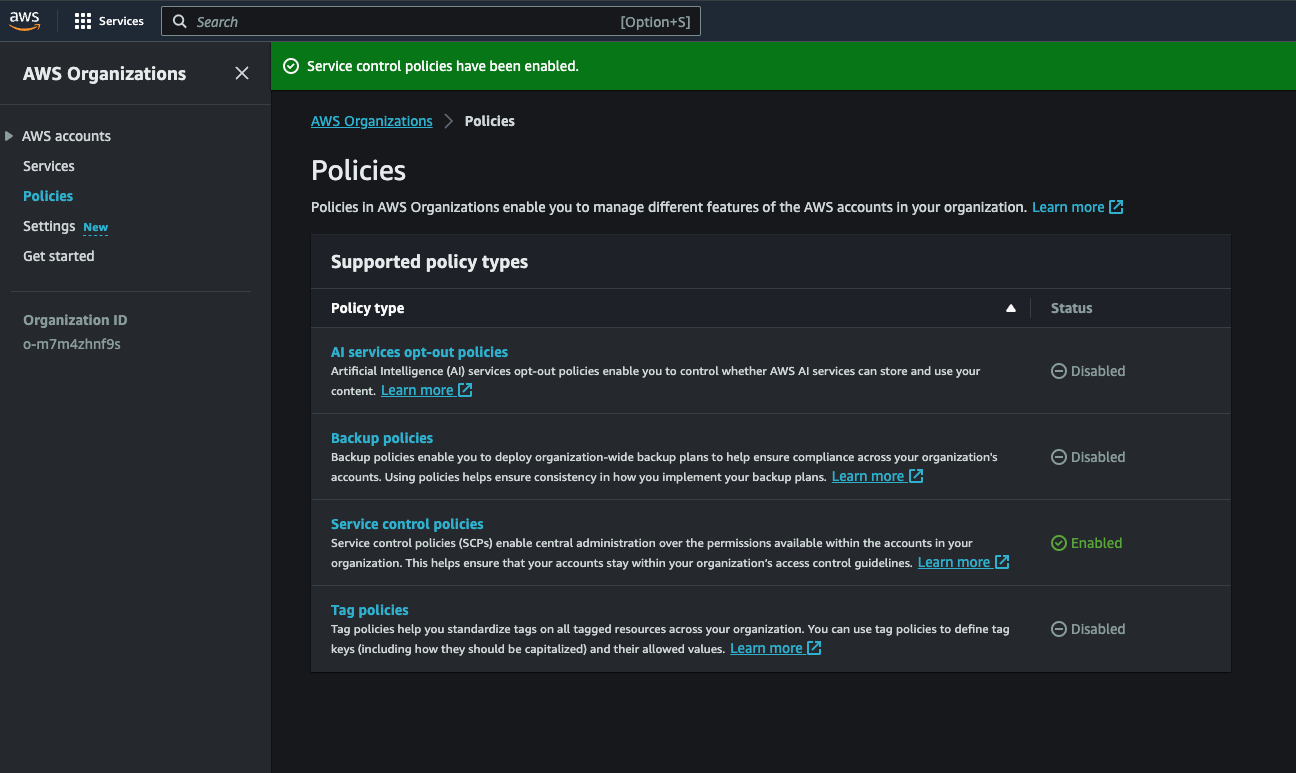 aws
Services
Search
[Option+S]
AWS Organizations
AWS accounts
Services
Policies
Settings New
Get started
Organization ID
o-m7m4zhnf9s
Service control policies have been enabled.
AWS Organizations
Policies
Policies
Policies in AWS Organizations enable you to manage different features of the AWS accounts in your organization. Learn more
Supported policy types
Policy type
Status
AI services opt-out policies
Artificial Intelligence (AI) services opt-out policies enable you to control whether AWS AI services can store and use your
content. Learn more
Disabled
Backup policies
Backup policies enable you to deploy organization-wide backup plans to help ensure compliance across your organization's
accounts. Using policies helps ensure consistency in how you implement your backup plans. Learn more
Disabled
Service control policies
Service control policies (SCPs) enable central administration over the permissions available within the accounts in your
organization. This helps ensure that your accounts stay within your organization's access control guidelines. Learn more
Enabled
Tag policies
Tag policies help you standardize tags on all tagged resources across your organization. You can use tag policies to define tag
keys (including how they should be capitalized) and their allowed values. Learn more
Disabled